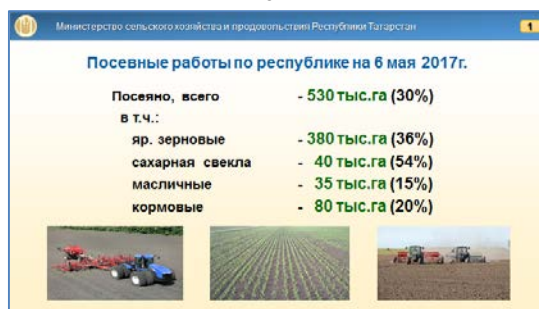 Министерство сельского хозяйства и продовольствия Республики Татарстан
1
Посевные работы по республике на 6 мая 2017г.
Посеяно, всего - 530 тыс.га (30%)
в т.ч.:
яр. зерновые - 380 тыс.га (36%)
сахарная свекла - 40 тыс.га (54%)
масличные - 35 тыс.га (15%)
кормовые - 80 тыс.га (20%)